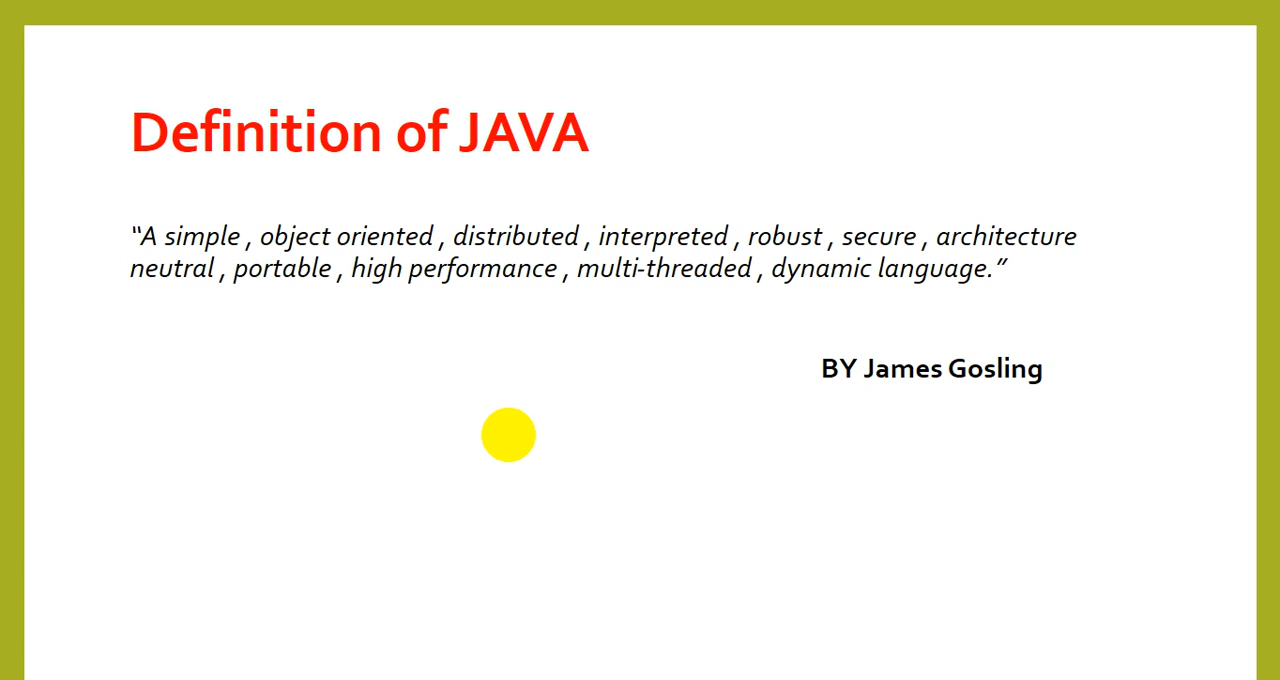 Definition of JAVA
“A simple , object oriented , distributed , interpreted , robust , secure , architecture
neutral , portable , high performance , multi-threaded , dynamic language.”
BY James Gosling